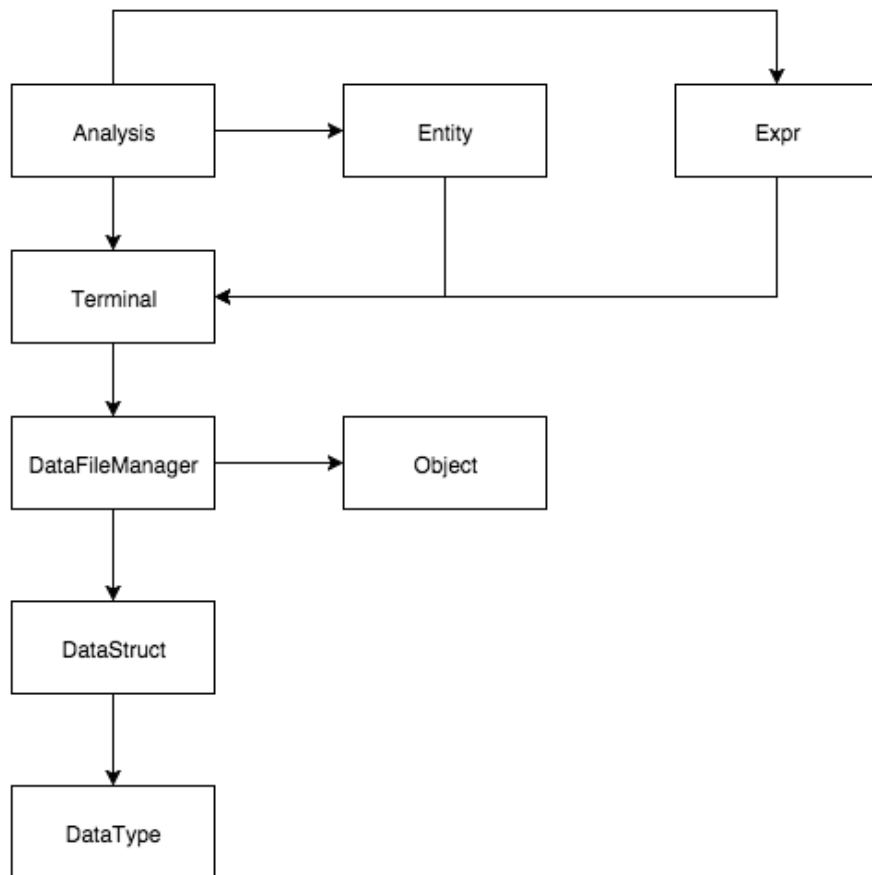 Analysis
Entity
Expr
Terminal
DataFileManager
Object
DataStruct
DataType